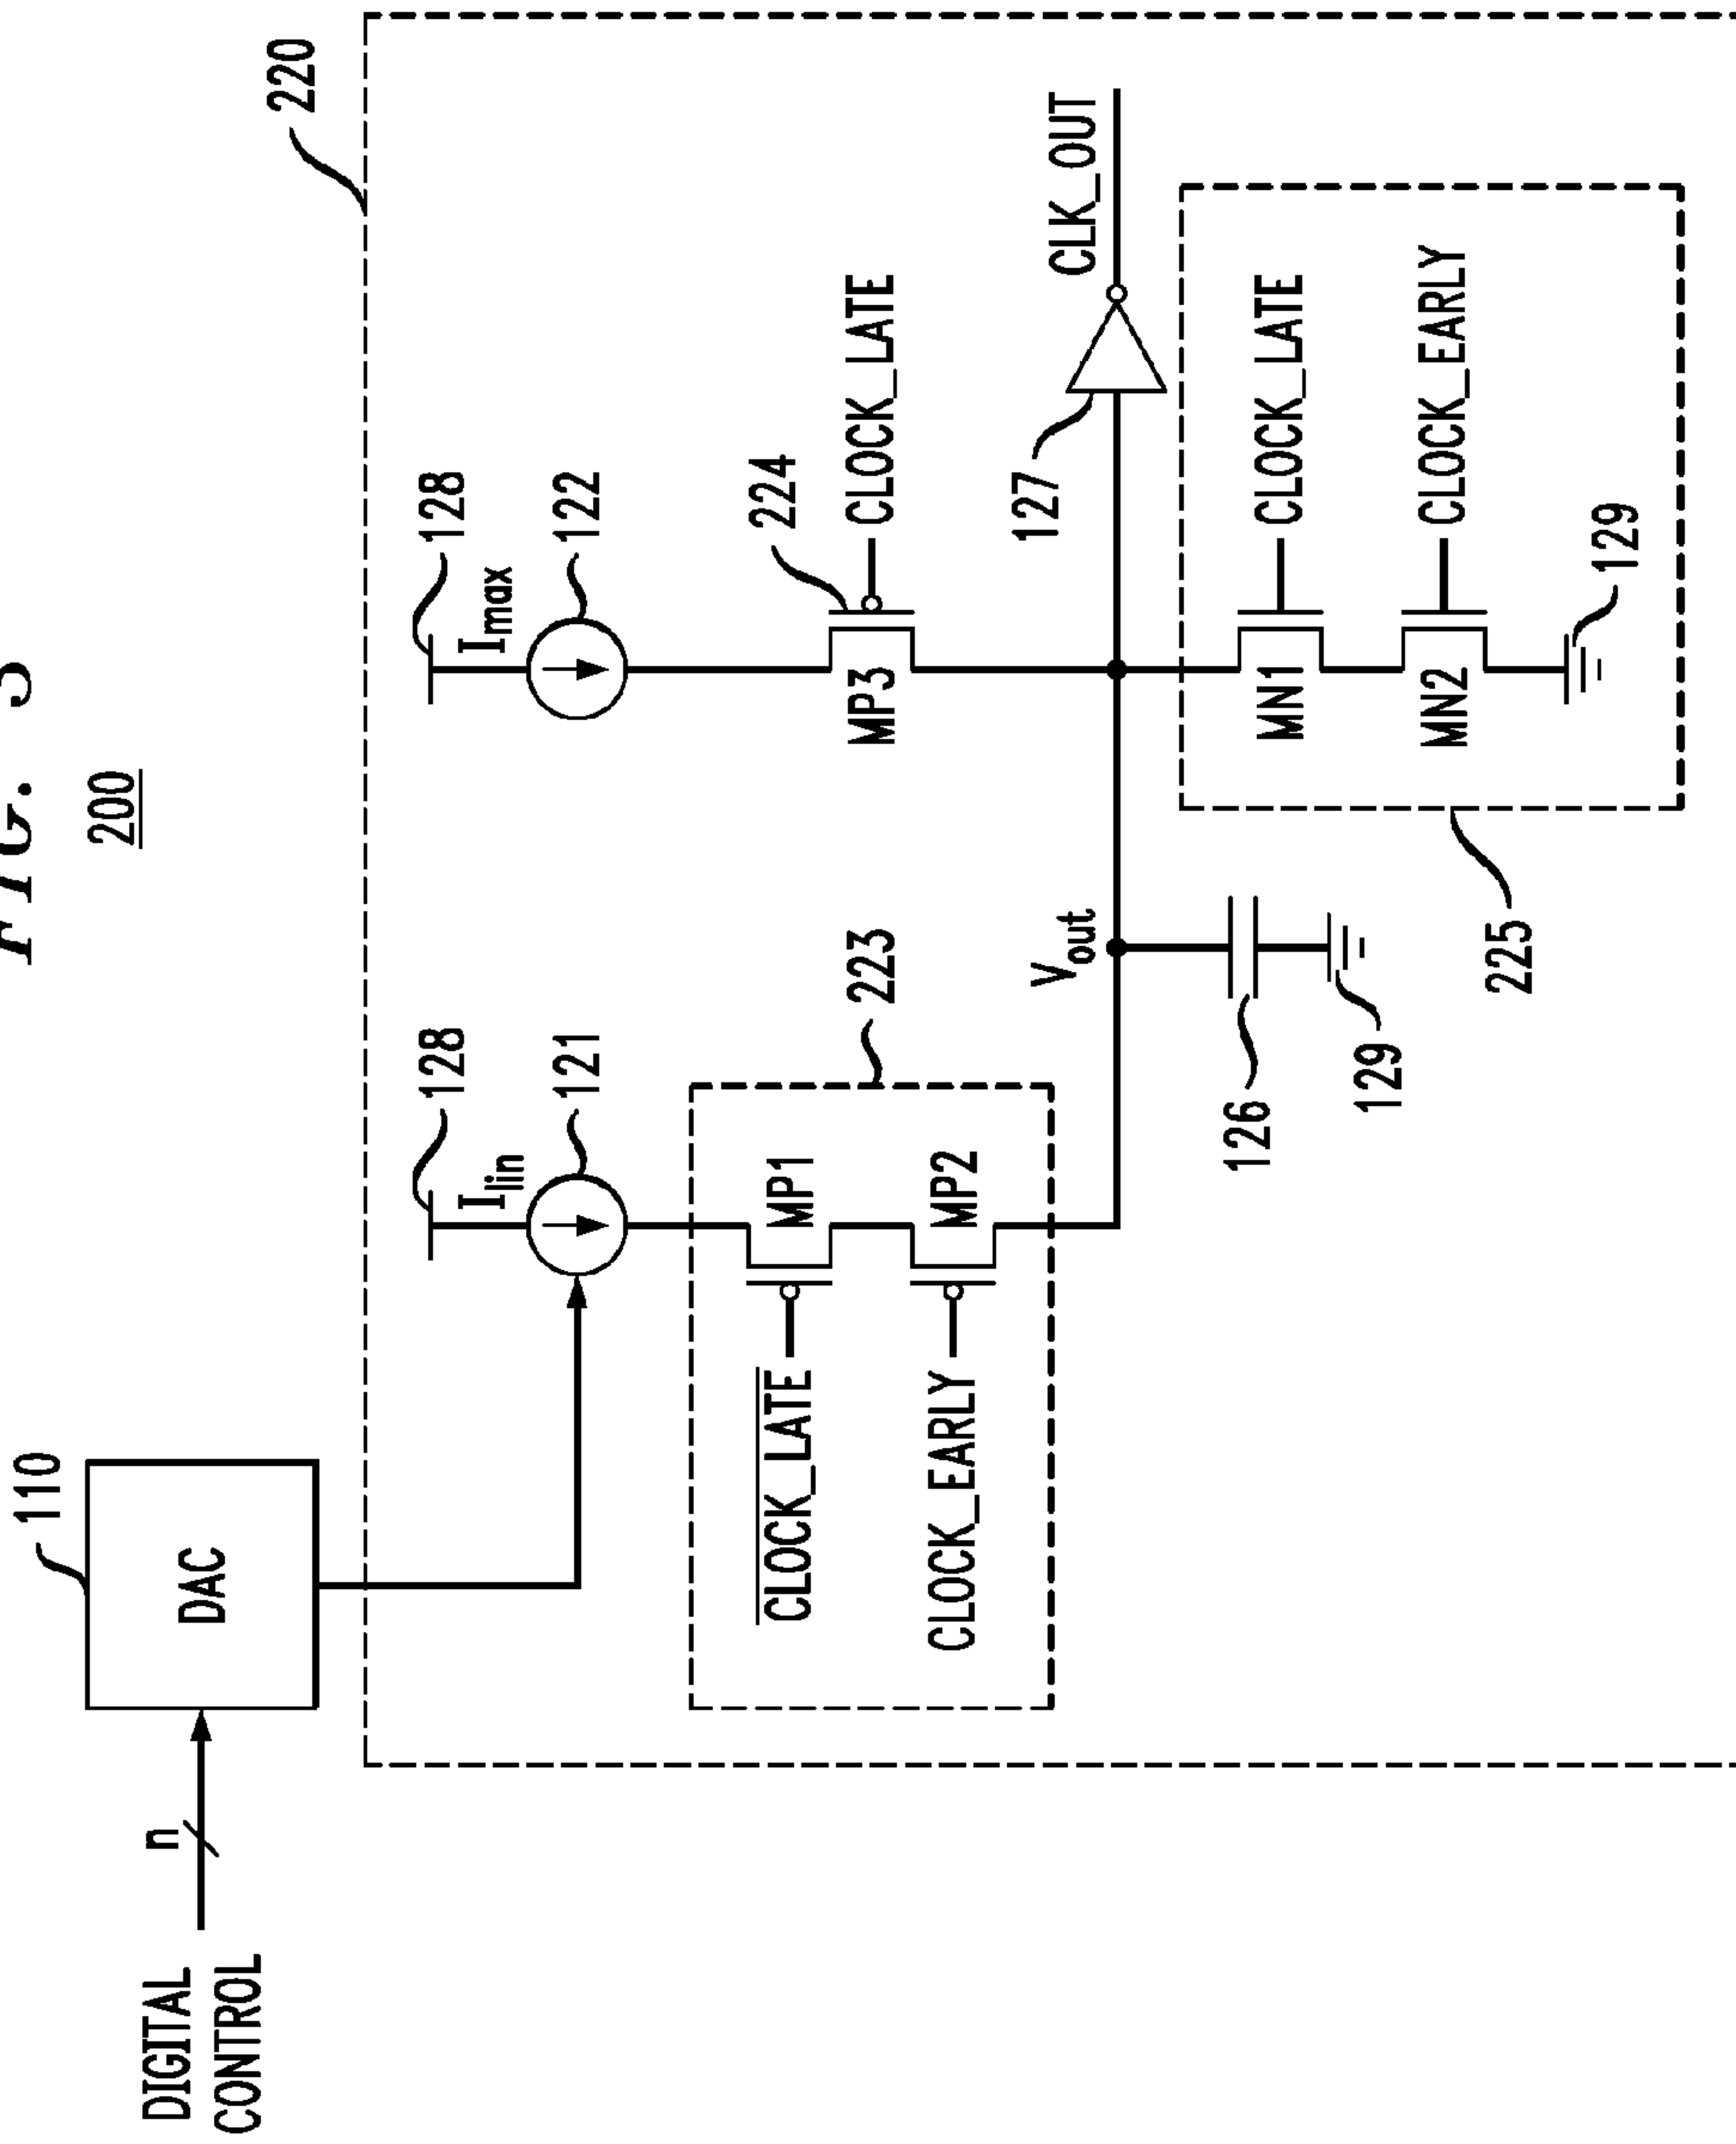 FIG.
200
DIGITAL
CONTROL
n
DAC
110
220
128
I_lin
121
128
I_max
122
223
MP1
CLOCK_LATE
MP2
CLOCK_EARLY
224
MP3
CLOCK_LATE
V_out
127
CLK_OUT
126
129
225
MN1
CLOCK_LATE
MN2
CLOCK_EARLY
129